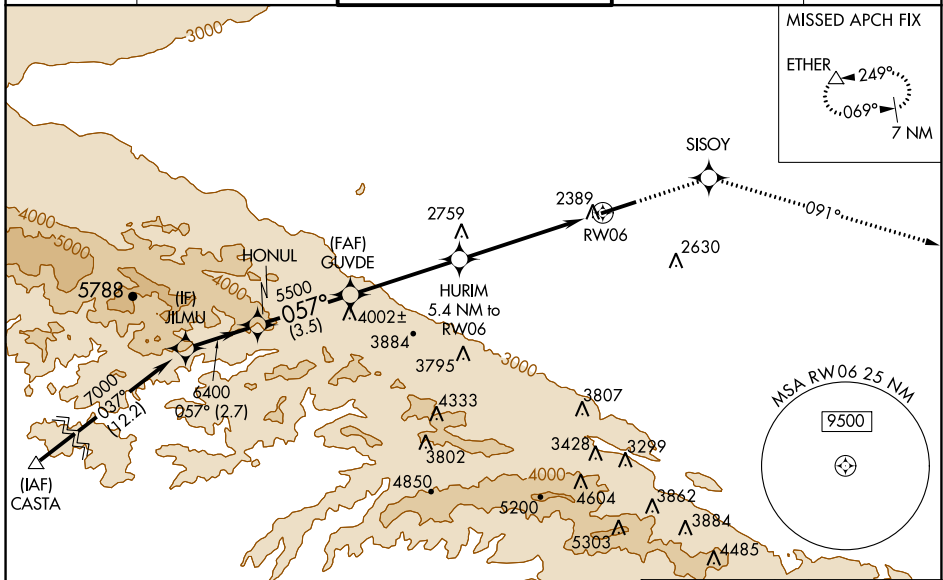 3000
MISSED APCH FIX
ETHER
249°
069°
7 NM
SISOY
091°
2389
RW06
2630
2759
4000
5000
HONUL
(FAF)
GUVDE
4000
5500
5788
(IF)
JILMU
057°
(3.5)
HURIM
5.4 NM to
RW06
4002±
3884
3795
3000
6400
057° (2.7)
7000
037°
(12.2)
(IAF)
CASTA
4333
3802
3807
3428
3299
4850
4000
5200
4604
3862
5303
3884
4485
MSA RW06 25 NM
9500